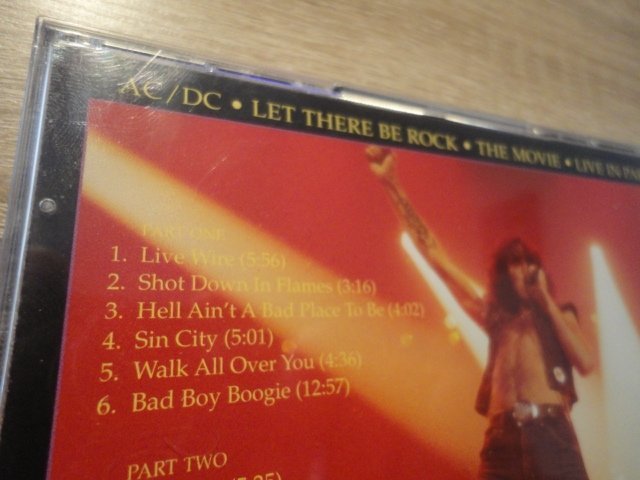 AC/DC • LET THERE BE ROCK • THE MOVIE • LIVE IN
PART ONE
1. Live Wire (5:56)
2. Shot Down In Flames (3:16)
3. Hell Ain't A Bad Place To Be (4:02)
4. Sin City (5:01)
5. Walk All Over You (4:36)
6. Bad Boy Boogie (12:57)
PART TWO